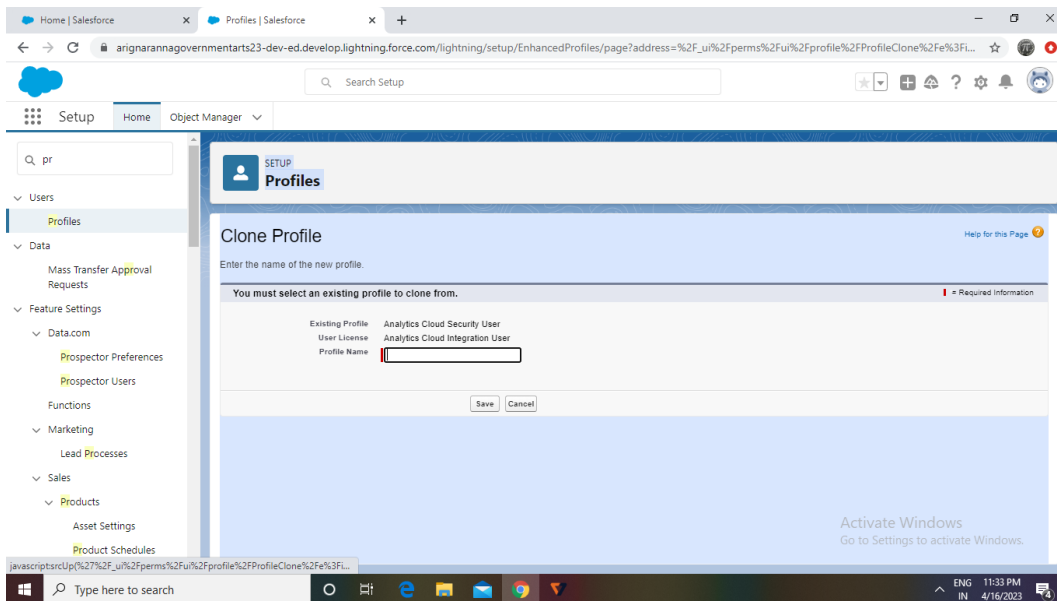 Home | Salesforce
Profiles | Salesforce
arignarannagovernmentarts23-dev-ed.develop.lightning.force.com/lightning/setup/EnhancedProfiles/page?address=%2F_ui%2Fperms%2Fui%2Fprofile%2FProfileClone%2Fe%3Fi...
Search Setup
Setup Home Object Manager
pr
Users
Profiles
Data
Mass Transfer Approval
Requests
Feature Settings
Data.com
Prospector Preferences
Prospector Users
Functions
Marketing
Lead Processes
Sales
Products
Asset Settings
Product Schedules
SETUP
Profiles
Clone Profile
Help for this Page
Enter the name of the new profile.
You must select an existing profile to clone from.
= Required Information
Existing Profile Analytics Cloud Security User
User License Analytics Cloud Integration User
Profile Name
Save Cancel
Activate Windows
Go to Settings to activate Windows.
javascript:srcUp(%27%2F_ui%2Fperms%2Fui%2Fprofile%2FProfileClone%2Fe%3Fi...
Type here to search
ENG 11:33 PM
IN 4/16/2023
4